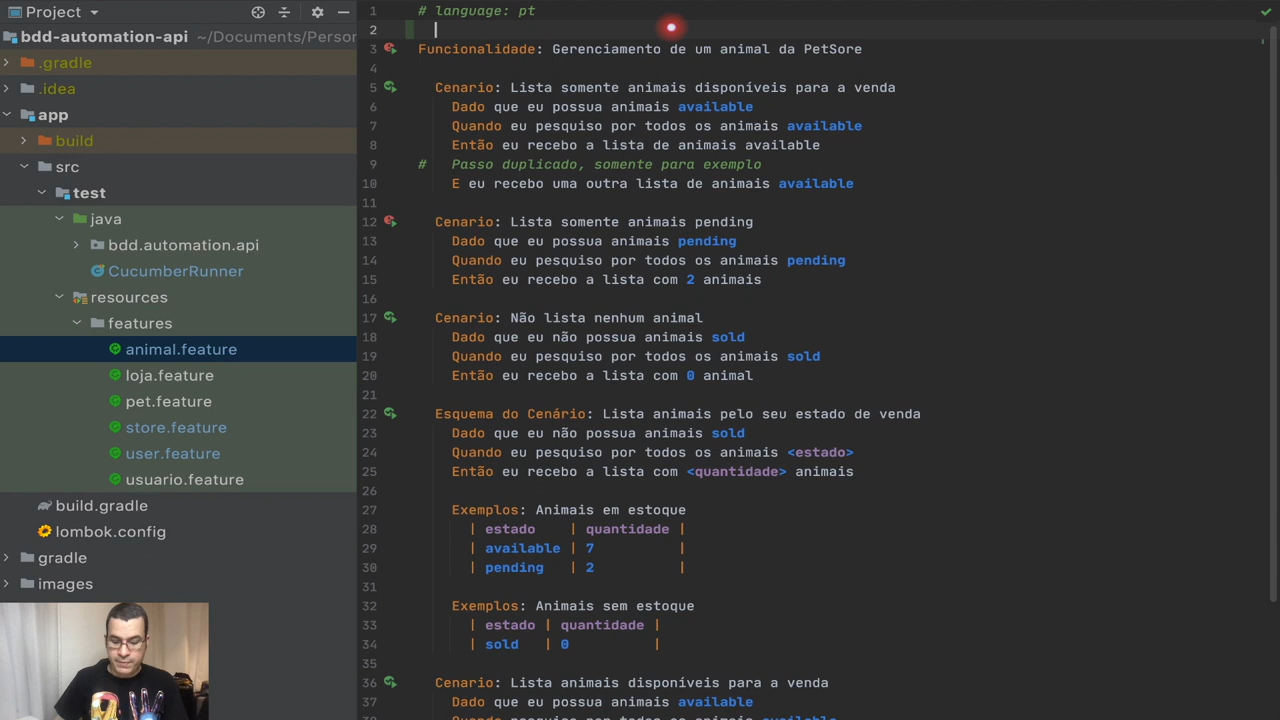 Project
bdd-automation-api ~/Documents/Person
.gradle
.idea
app
build
src
test
java
bdd.automation.api
CucumberRunner
resources
features
animal.feature
loja.feature
pet.feature
store.feature
user.feature
usuario.feature
build.gradle
lombok.config
gradle
images
1 # language: pt
2
3 Funcionalidade: Gerenciamento de um animal da PetSore
4
5 Cenario: Lista somente animais disponíveis para a venda
6 Dado que eu possua animais available
7 Quando eu pesquiso por todos os animais available
8 Então eu recebo a lista de animais available
9 # Passo duplicado, somente para exemplo
10 E eu recebo uma outra lista de animais available
11
12 Cenario: Lista somente animais pending
13 Dado que eu possua animais pending
14 Quando eu pesquiso por todos os animais pending
15 Então eu recebo a lista com 2 animais
16
17 Cenario: Não lista nenhum animal
18 Dado que eu não possua animais sold
19 Quando eu pesquiso por todos os animais sold
20 Então eu recebo a lista com 0 animal
21
22 Esquema do Cenário: Lista animais pelo seu estado de venda
23 Dado que eu não possua animais sold
24 Quando eu pesquiso por todos os animais <estado>
25 Então eu recebo a lista com <quantidade> animais
26
27 Exemplos: Animais em estoque
28 | estado | quantidade |
29 | available | 7 |
30 | pending | 2 |
31
32 Exemplos: Animais sem estoque
33 | estado | quantidade |
34 | sold | 0 |
35
36 Cenario: Lista animais disponíveis para a venda
37 Dado que eu possua animais available
38 Quando eu pesquiso por todos os animais available